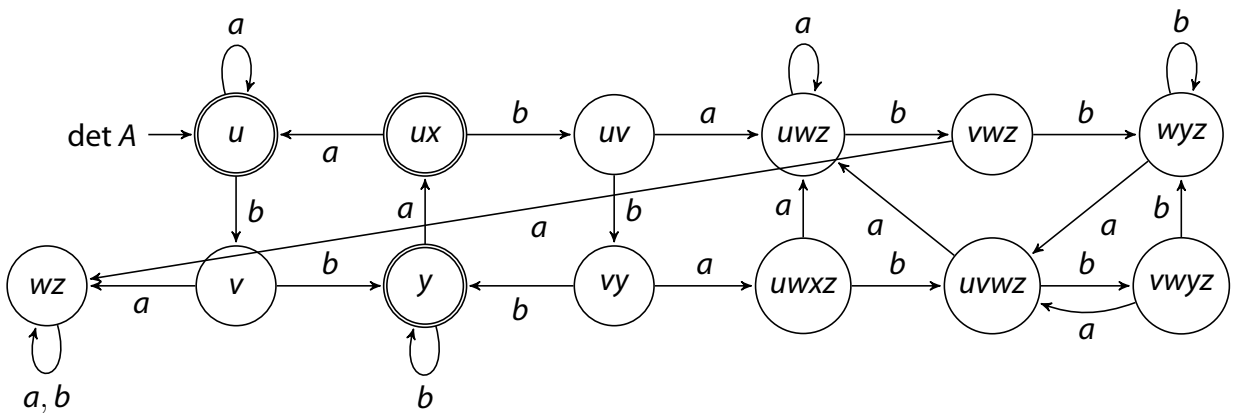 a a b
det A u ux b uv a uwz b vwz b wyz
a
b a b a a b
a
wz a v b y b vy a uwxz b uvwz b vwyz
a
a, b b